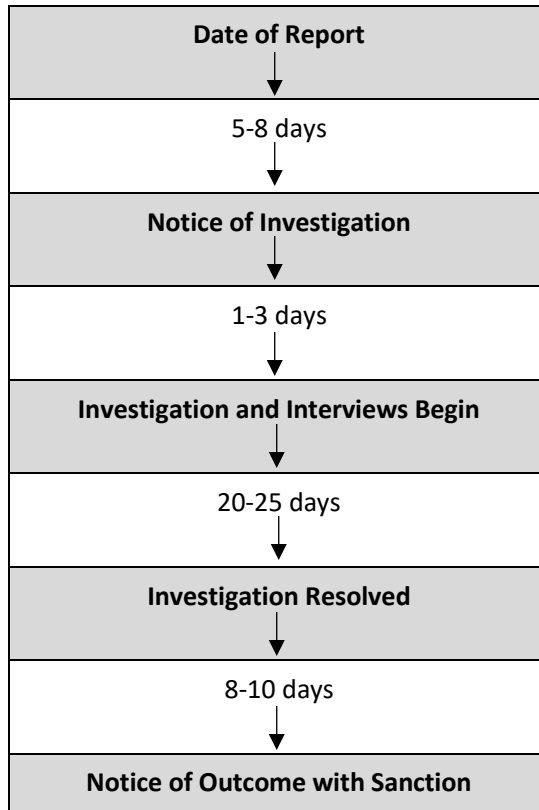 Date of Report
5-8 days
Notice of Investigation
1-3 days
Investigation and Interviews Begin
20-25 days
Investigation Resolved
8-10 days
Notice of Outcome with Sanction